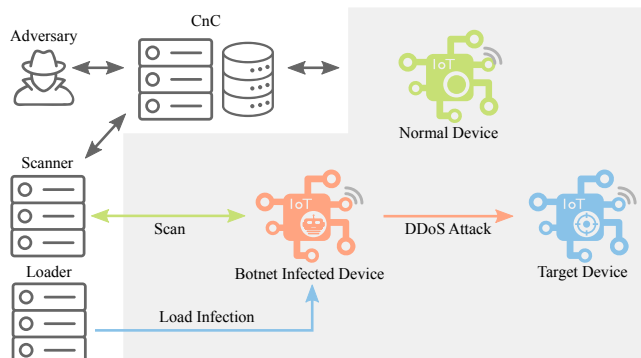 CnC
Adversary
IoT
Normal Device
Scanner
IoT
IoT
Scan
DDoS Attack
Botnet Infected Device
Target Device
Loader
Load Infection